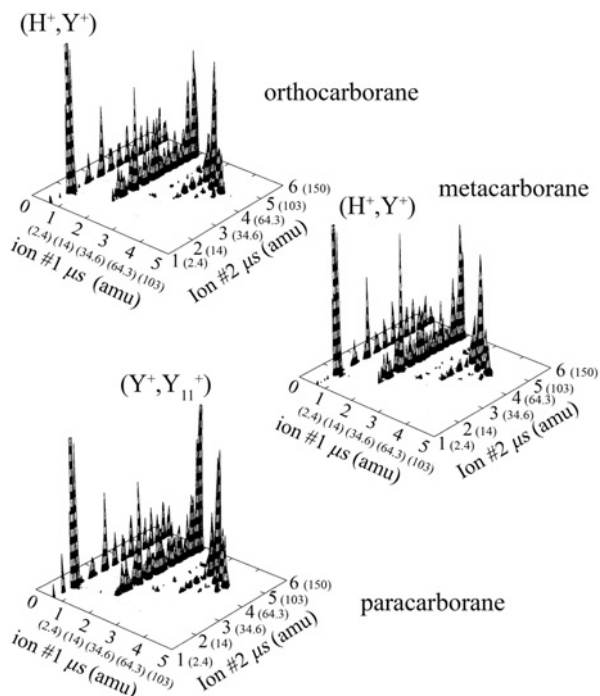 (H⁺,Y⁺)
orthocarborane
0 1 2 3 4 5
(2.4) (14) (34.6) (64.3) (103)
ion #1 µs (amu)
1 (2.4) 2 (14) 3 (34.6) 4 (64.3) 5 (103) 6 (150)
Ion #2 µs (amu)
metacarborane
(H⁺,Y⁺)
0 1 2 3 4 5
(2.4) (14) (34.6) (64.3) (103)
ion #1 µs (amu)
1 (2.4) 2 (14) 3 (34.6) 4 (64.3) 5 (103) 6 (150)
Ion #2 µs (amu)
(Y⁺,Y₁₁⁺)
0 1 2 3 4 5
(2.4) (14) (34.6) (64.3) (103)
ion #1 µs (amu)
1 (2.4) 2 (14) 3 (34.6) 4 (64.3) 5 (103) 6 (150)
Ion #2 µs (amu)
paracarborane